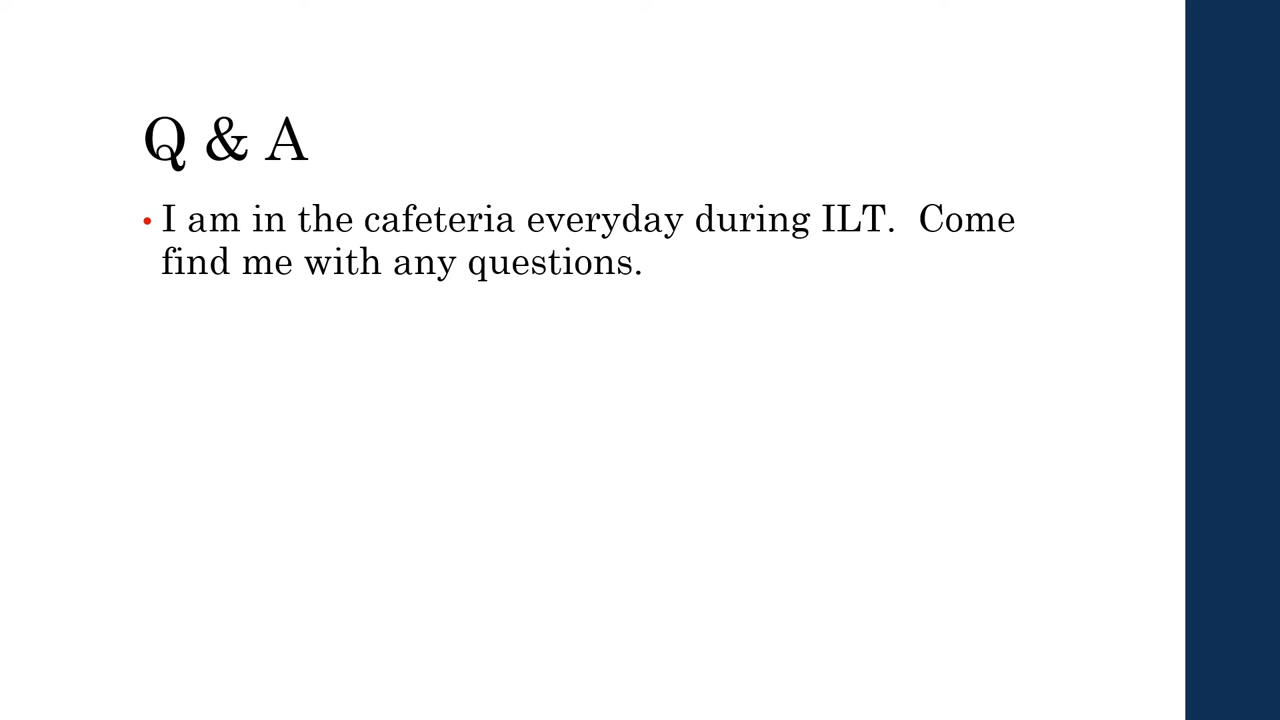 Q & A
• I am in the cafeteria everyday during ILT.  Come
find me with any questions.